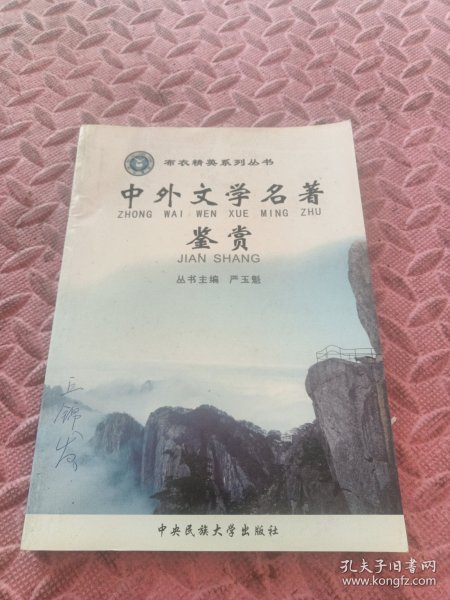 布衣精英系列丛书
中外文学名著
ZHONG WAI WEN XUE MING ZHU
鉴赏
JIAN SHANG
丛书主编 严玉魁
中央民族大学出版社
孔夫子旧书网
www.kongfz.com